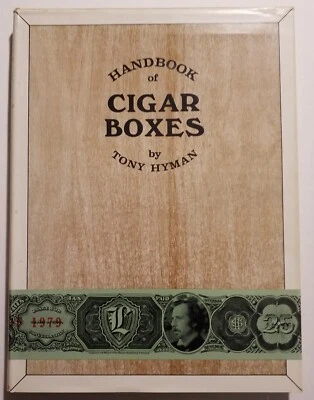 HANDBOOK
of
CIGAR
BOXES
by
TONY HYMAN
1979
L
25